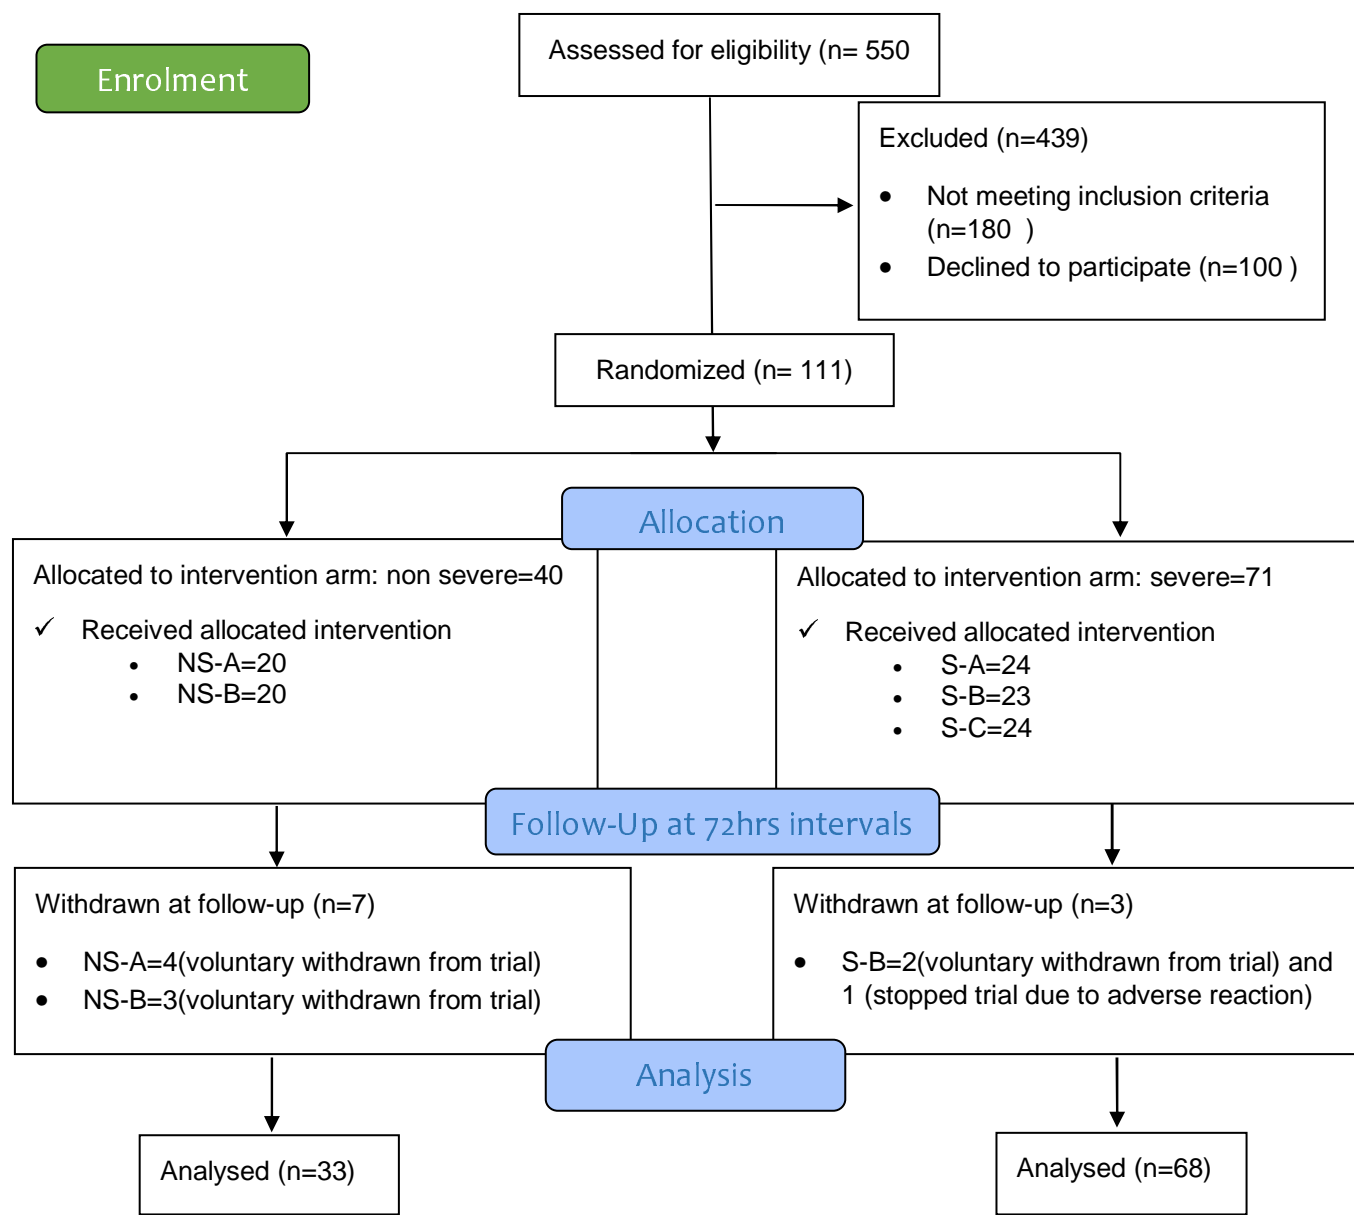 Assessed for eligibility (n= 550
Enrolment
Excluded (n=439)
• Not meeting inclusion criteria
(n=180 )
• Declined to participate (n=100 )
Randomized (n= 111)
Allocation
Allocated to intervention arm: non severe=40
✓ Received allocated intervention
• NS-A=20
• NS-B=20
Allocated to intervention arm: severe=71
✓ Received allocated intervention
• S-A=24
• S-B=23
• S-C=24
Follow-Up at 72hrs intervals
Withdrawn at follow-up (n=7)
• NS-A=4(voluntary withdrawn from trial)
• NS-B=3(voluntary withdrawn from trial)
Withdrawn at follow-up (n=3)
• S-B=2(voluntary withdrawn from trial) and
1 (stopped trial due to adverse reaction)
Analysis
Analysed (n=33)
Analysed (n=68)